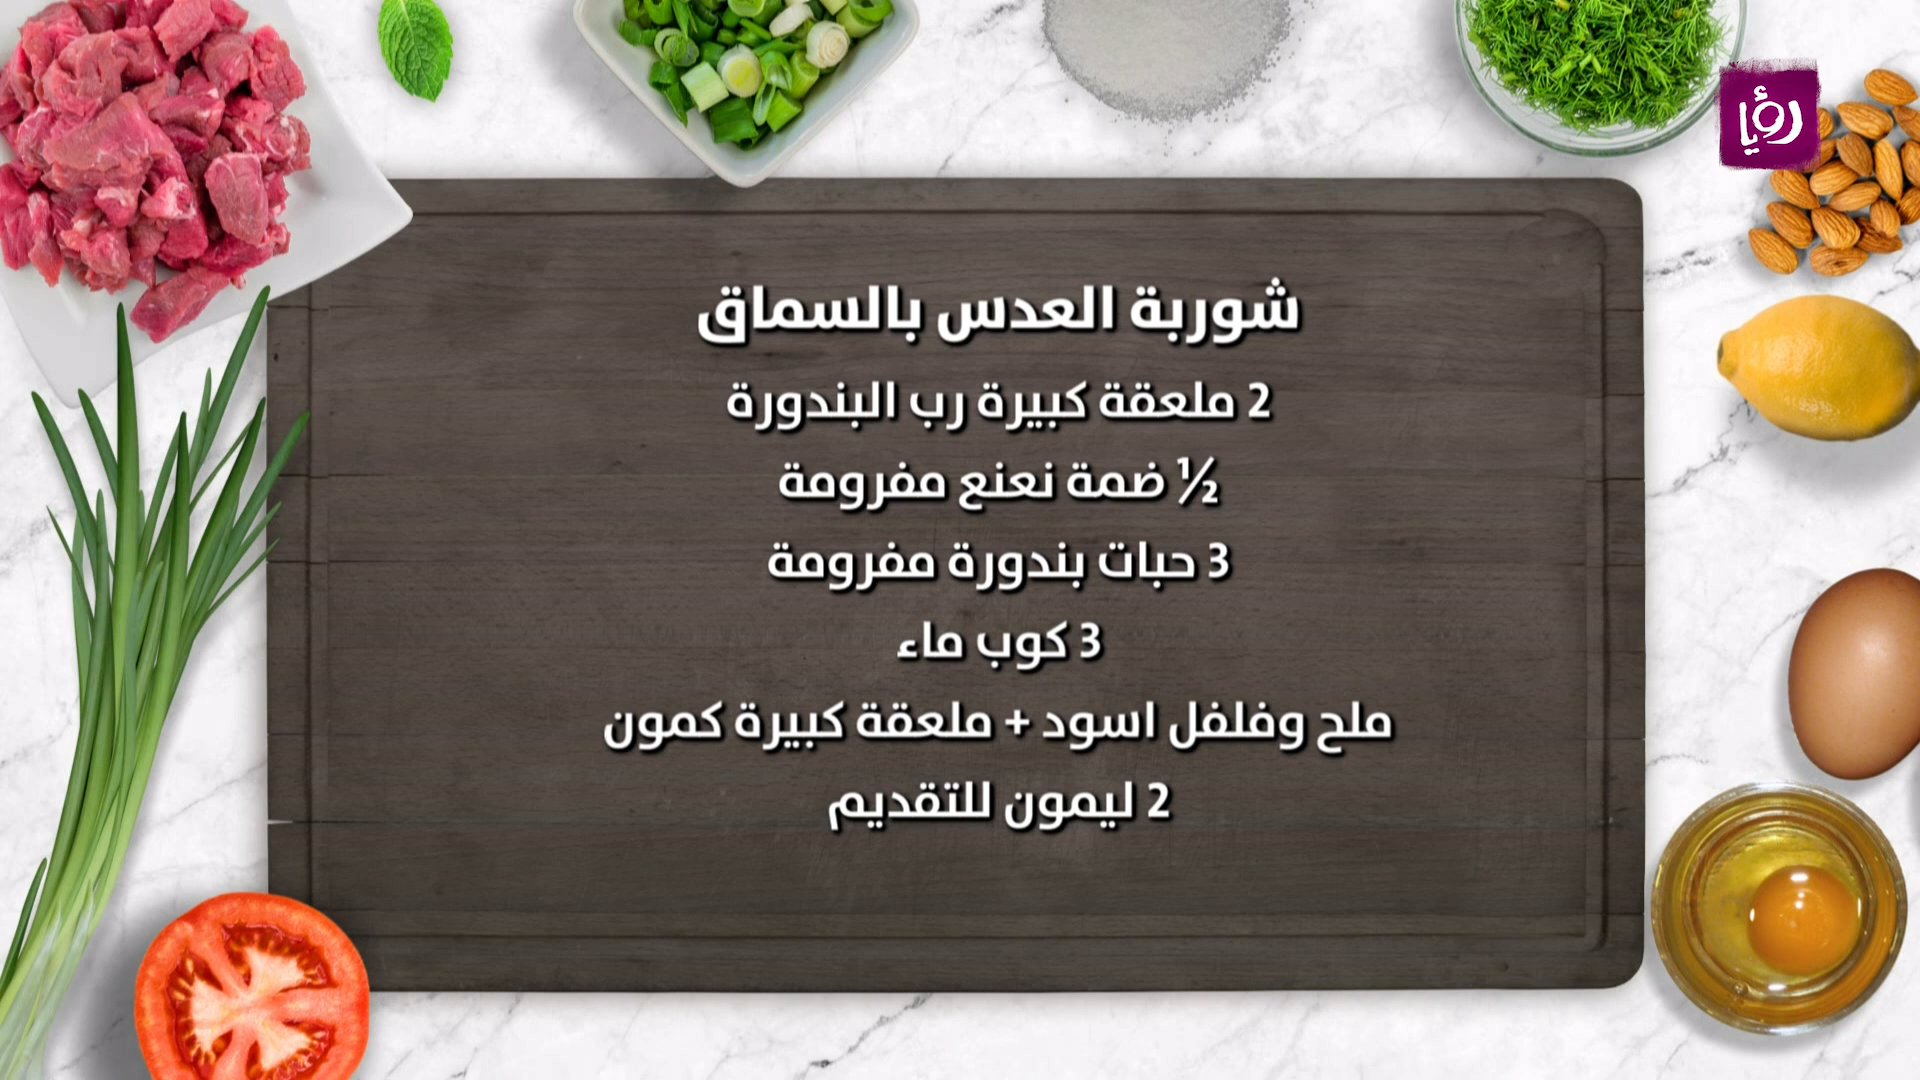 رؤيا
شوربة العدس بالسماق
2 ملعقة كبيرة رب البندورة
½ ضمة نعنع مفرومة
3 حبات بندورة مفرومة
3 كوب ماء
ملح وفلفل اسود + ملعقة كبيرة كمون
2 ليمون للتقديم